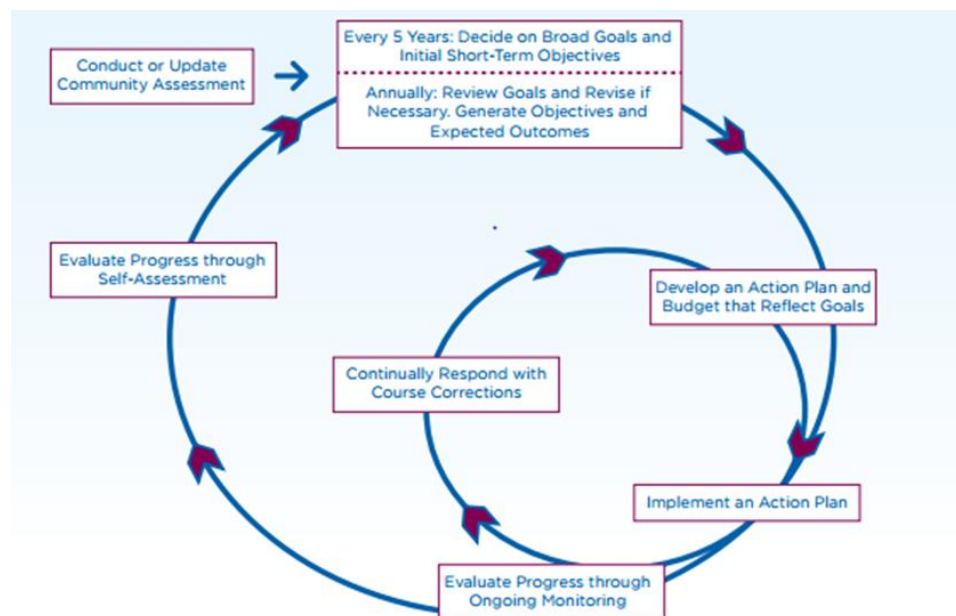 Conduct or Update
Community Assessment
Every 5 Years: Decide on Broad Goals and
Initial Short-Term Objectives
Annually: Review Goals and Revise if
Necessary. Generate Objectives and
Expected Outcomes
Evaluate Progress through
Self-Assessment
Develop an Action Plan and
Budget that Reflect Goals
Continually Respond with
Course Corrections
Implement an Action Plan
Evaluate Progress through
Ongoing Monitoring